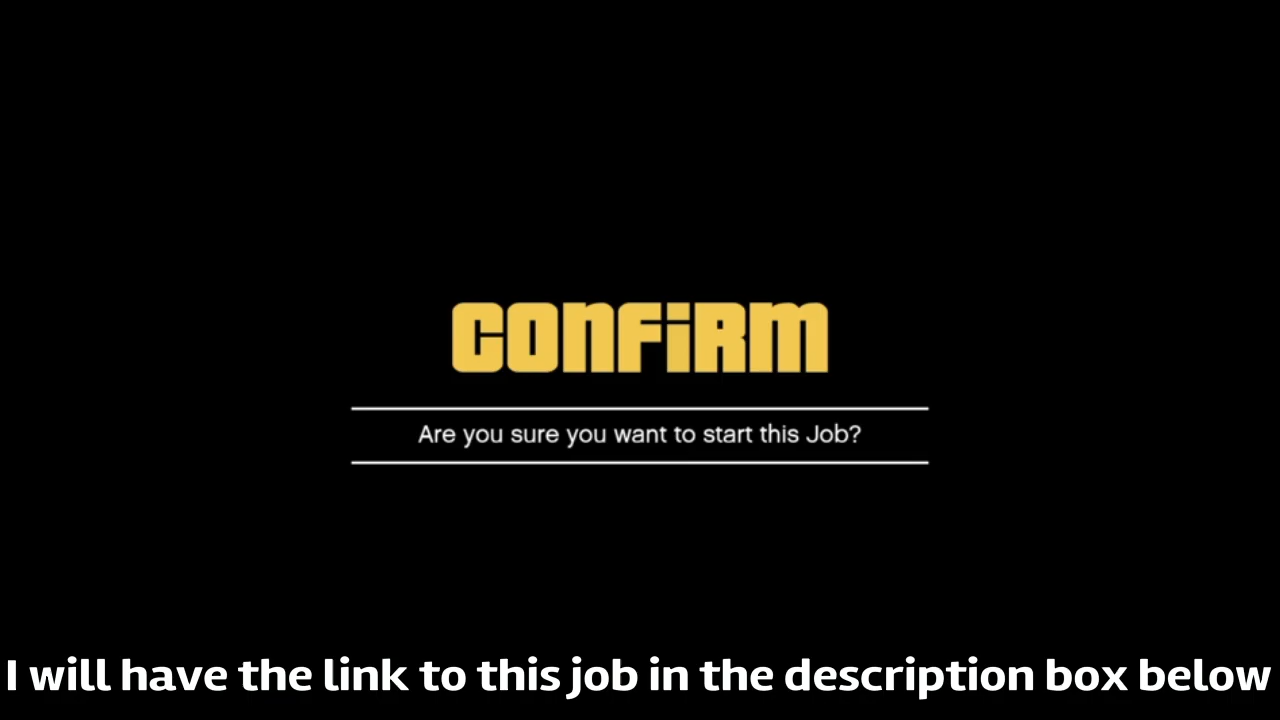 CONFIRM
Are you sure you want to start this Job?
I will have the link to this job in the description box below